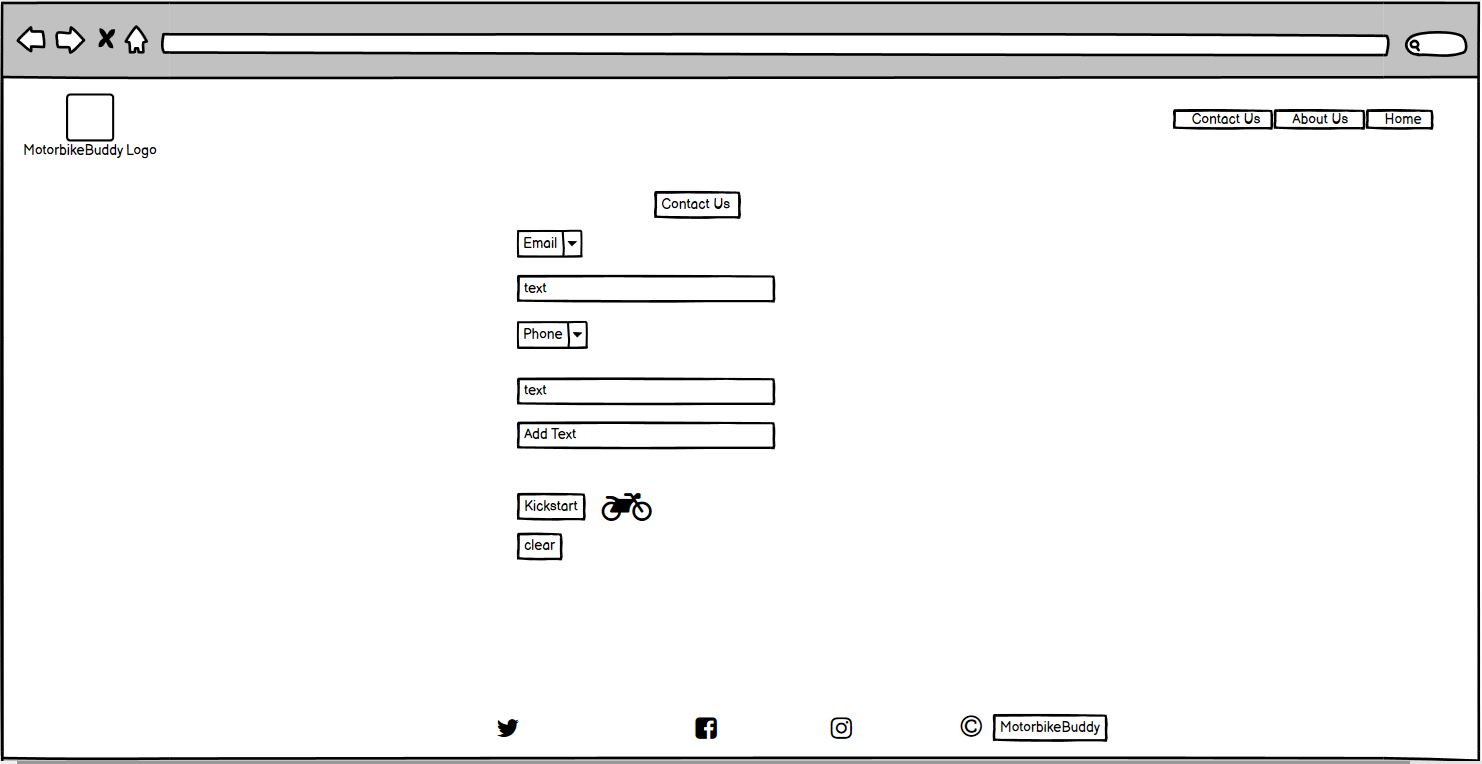 MotorbikeBuddy Logo
Contact Us About Us Home
Contact Us
Email
text
Phone
text
Add Text
Kickstart
clear
© MotorbikeBuddy